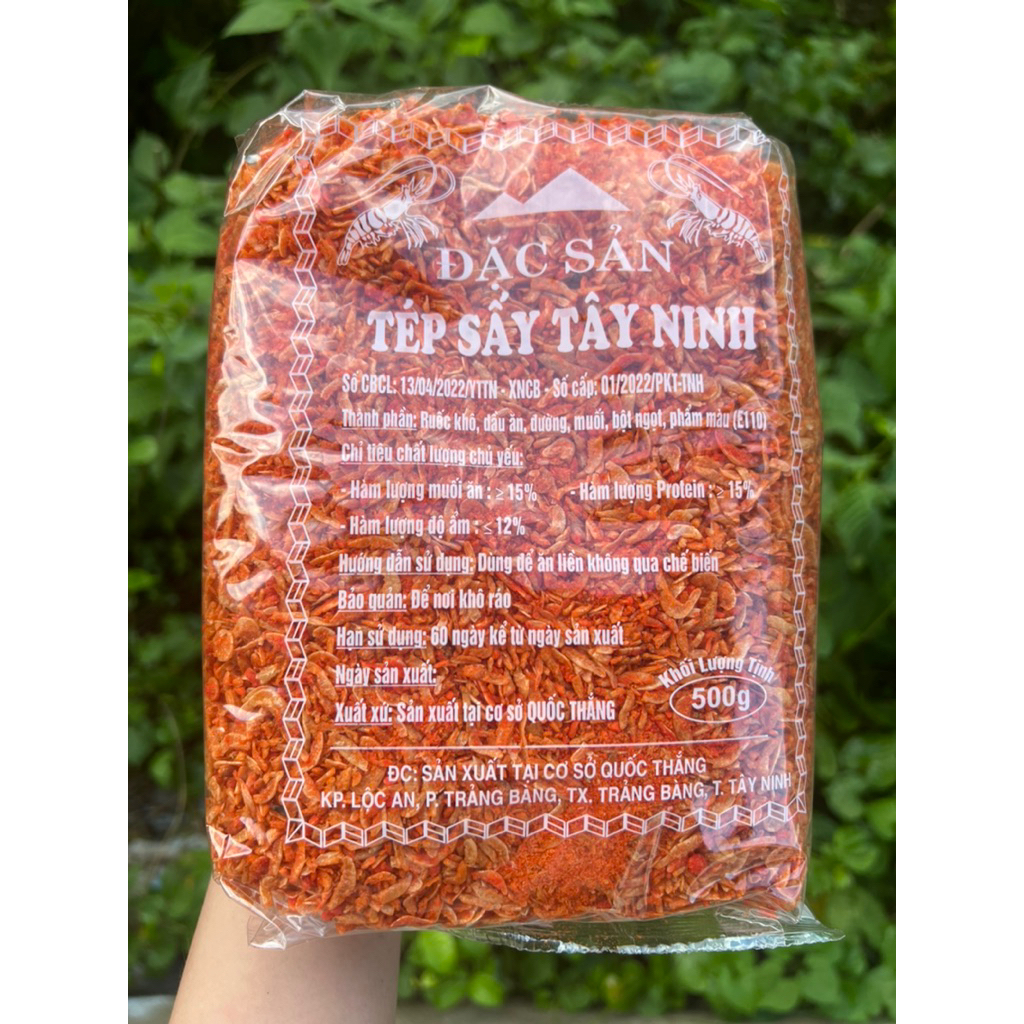 ĐẶC SẢN
TÉP SẤY TÂY NINH
Số CBCL: 13/04/2022/YTTN - XNCB - Số cấp: 01/2022/PKT-TNH
Thành phần: Ruốc khô, dầu ăn, đường, muối, bột ngọt, phẩm màu (E110)
Chỉ tiêu chất lượng chủ yếu:
- Hàm lượng muối ăn : ≥ 15% - Hàm lượng Protein : ≥ 15%
- Hàm lượng độ ẩm : ≤ 12%
Hướng dẫn sử dụng: Dùng để ăn liền không qua chế biến
Bảo quản: Để nơi khô ráo
Hạn sử dụng: 60 ngày kể từ ngày sản xuất
Ngày sản xuất:
Khối Lượng Tịnh
500g
Xuất xứ: Sản xuất tại cơ sở QUỐC THẮNG
ĐC: SẢN XUẤT TẠI CƠ SỞ QUỐC THẮNG
KP. LỘC AN, P. TRẢNG BÀNG, TX. TRẢNG BÀNG, T. TÂY NINH